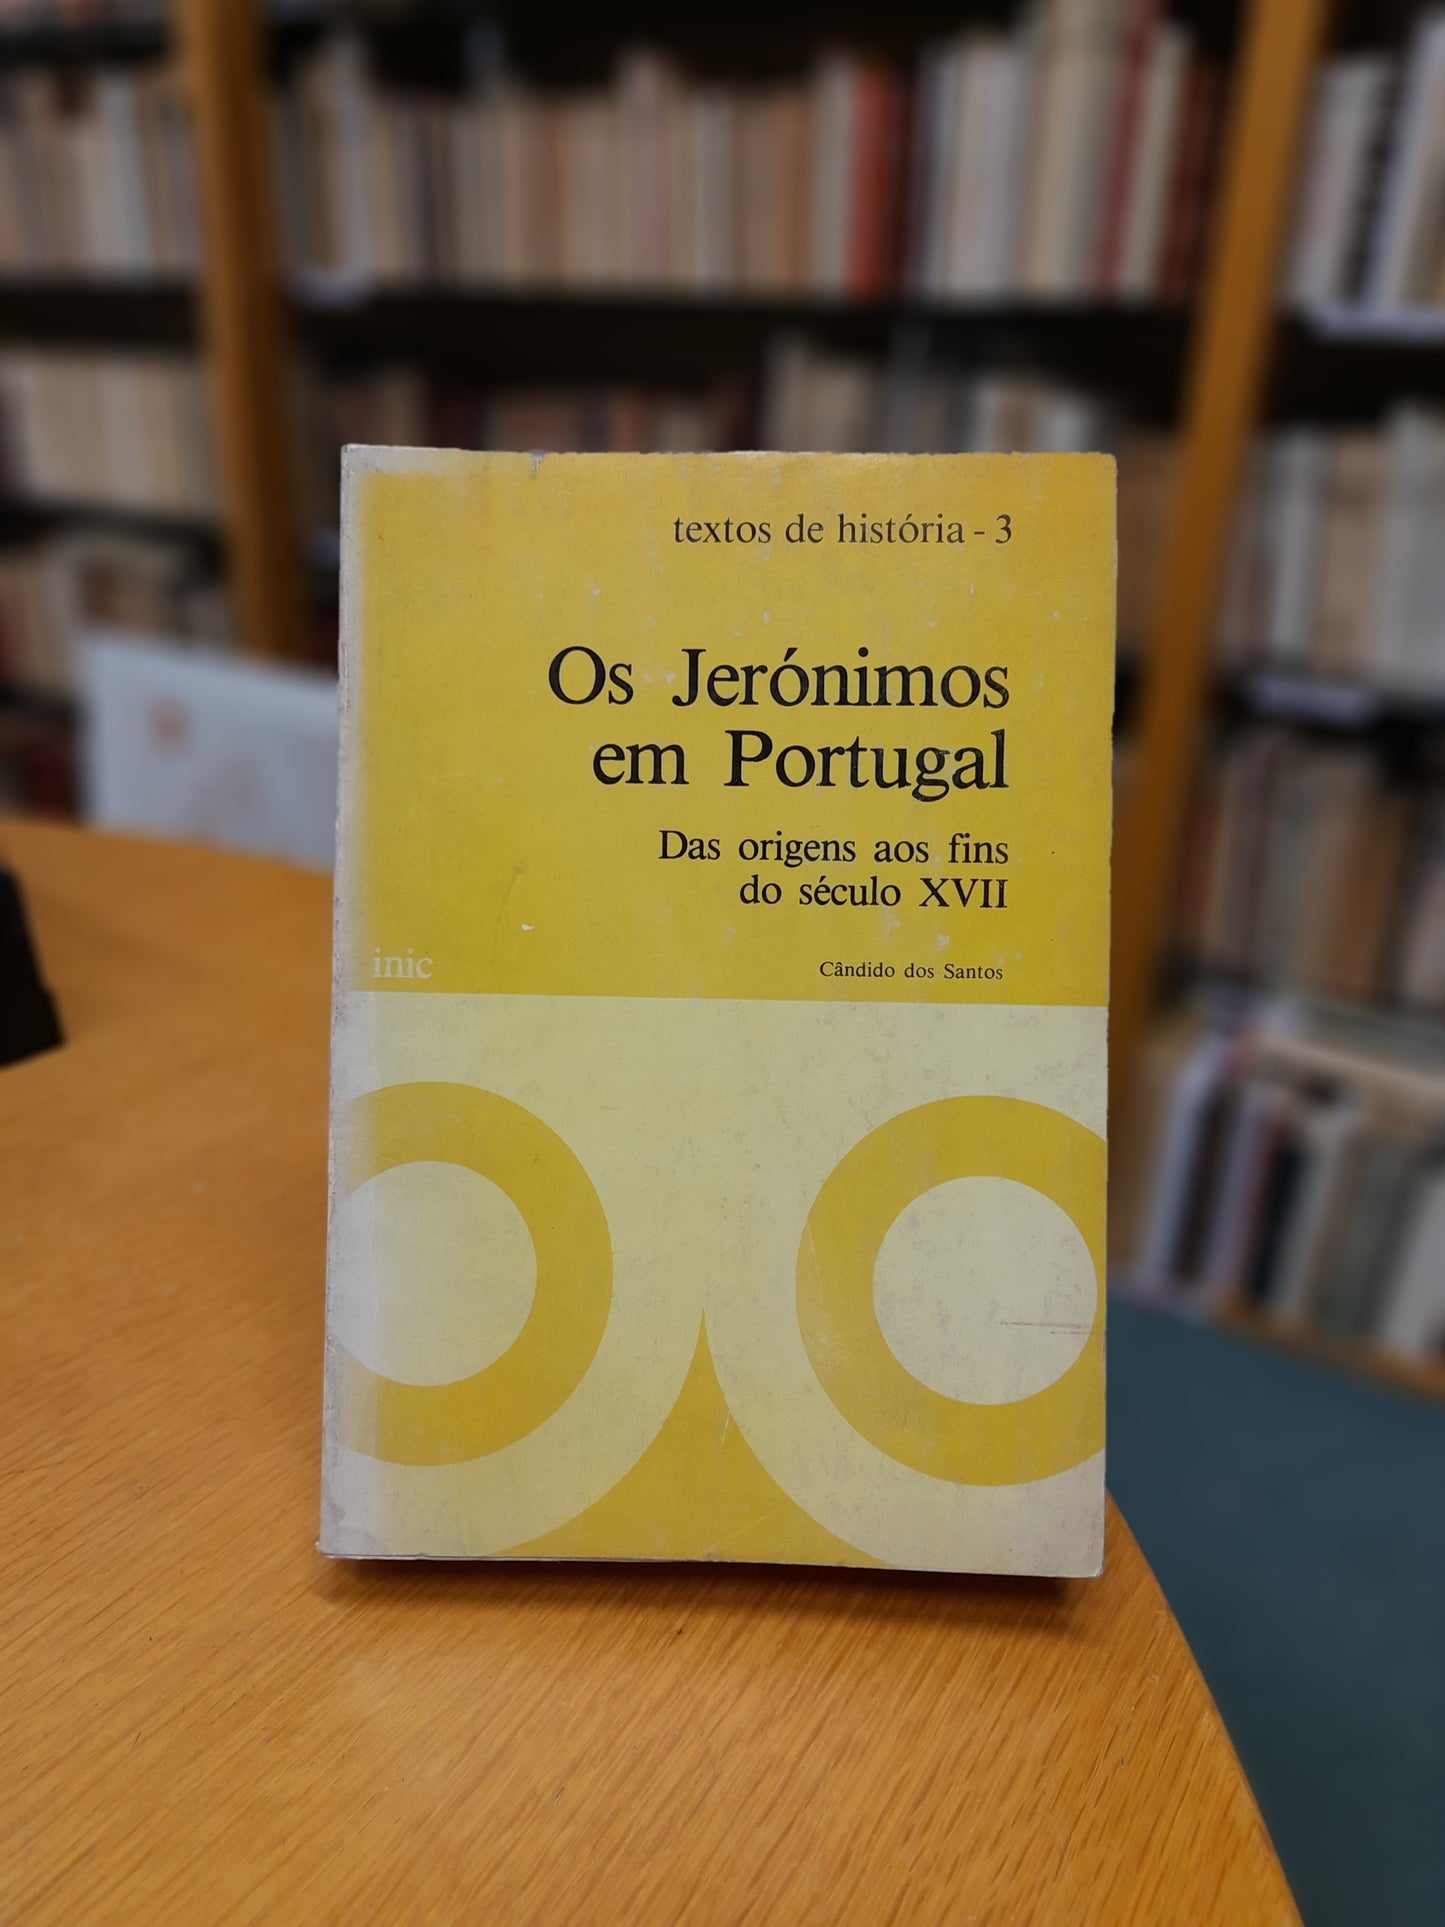 textos de história - 3
Os Jerónimos
em Portugal
Das origens aos fins
do século XVII
inic
Cândido dos Santos